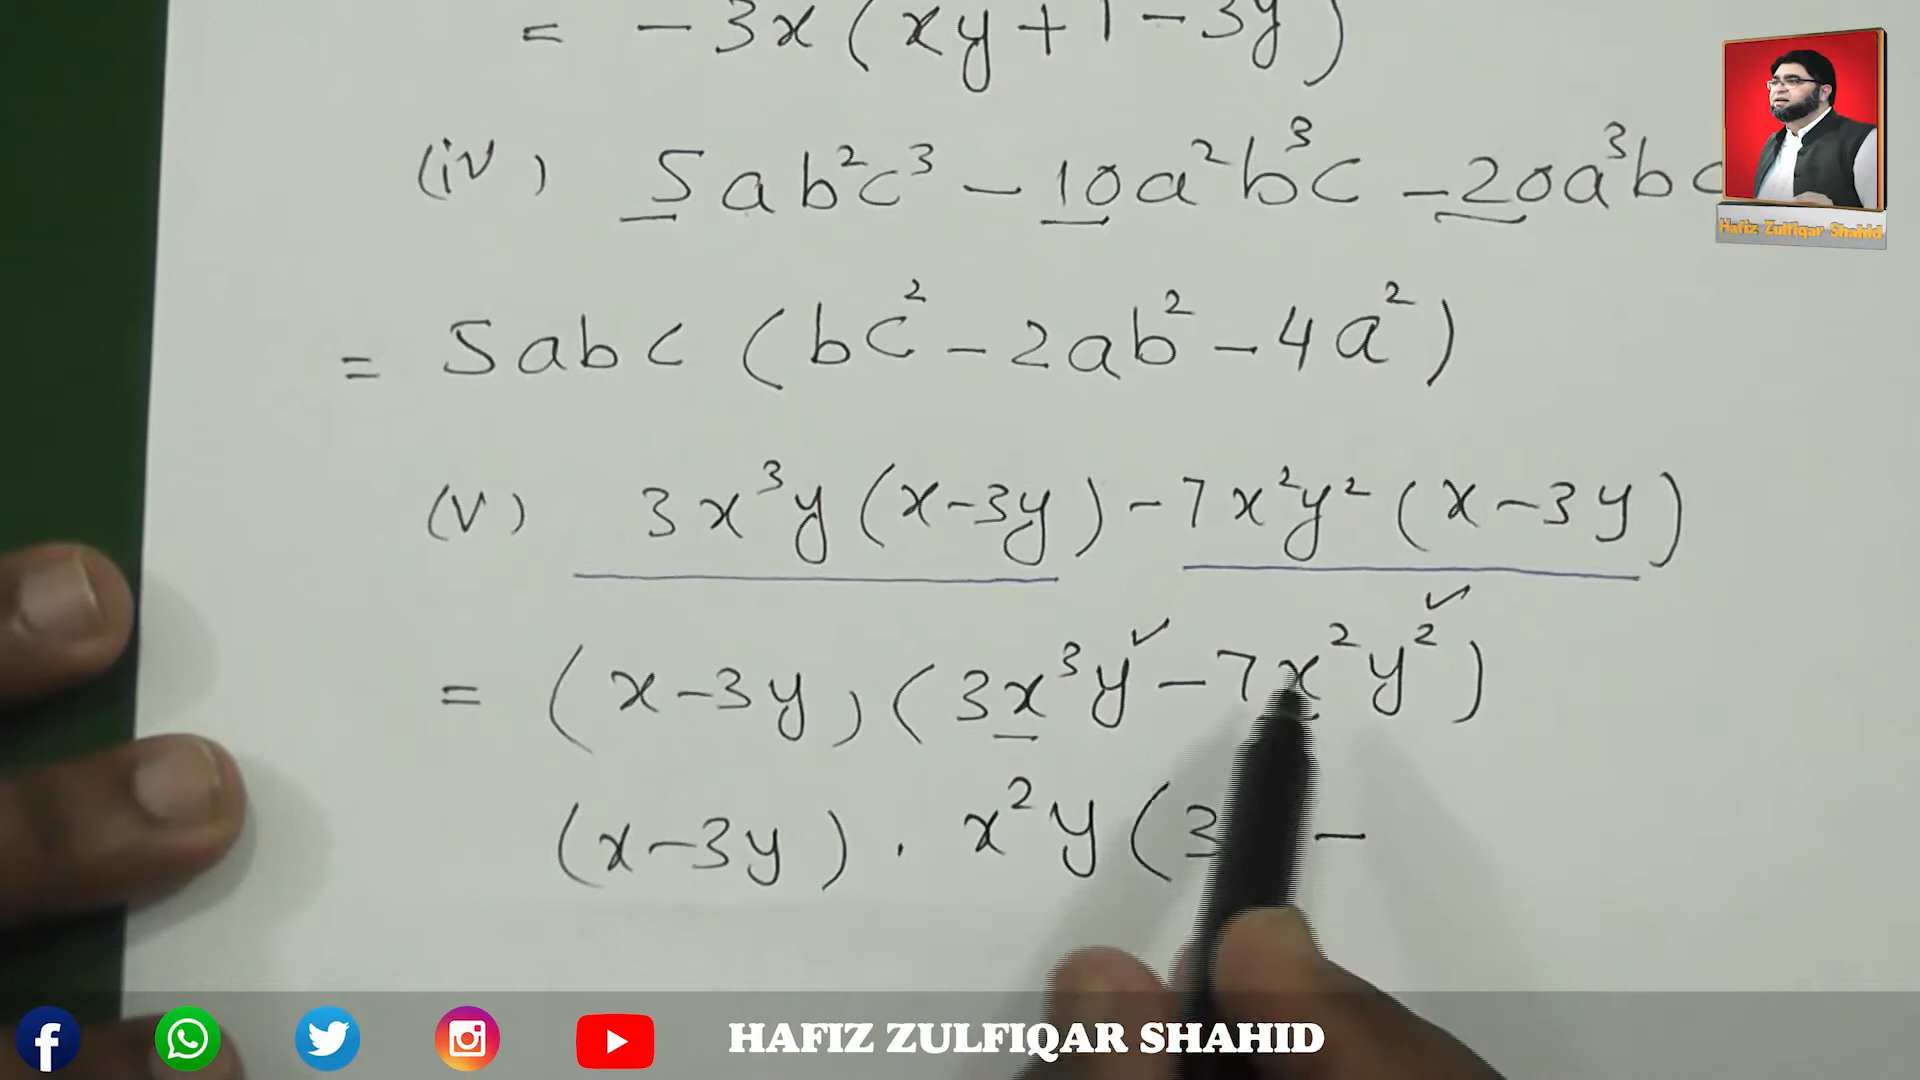 = -3x(xy+1-3y)
(iv) 5ab²c³ - 10a²b³c - 20a³bc
= 5abc(bc² - 2ab² - 4a²)
(v) 3x³y(x-3y) - 7x²y²(x-3y)
= (x-3y)(3x³y✓ - 7x²y²✓)
(x-3y) . x²y(3 -
Hafiz Zulfiqar Shahid
HAFIZ ZULFIQAR SHAHID